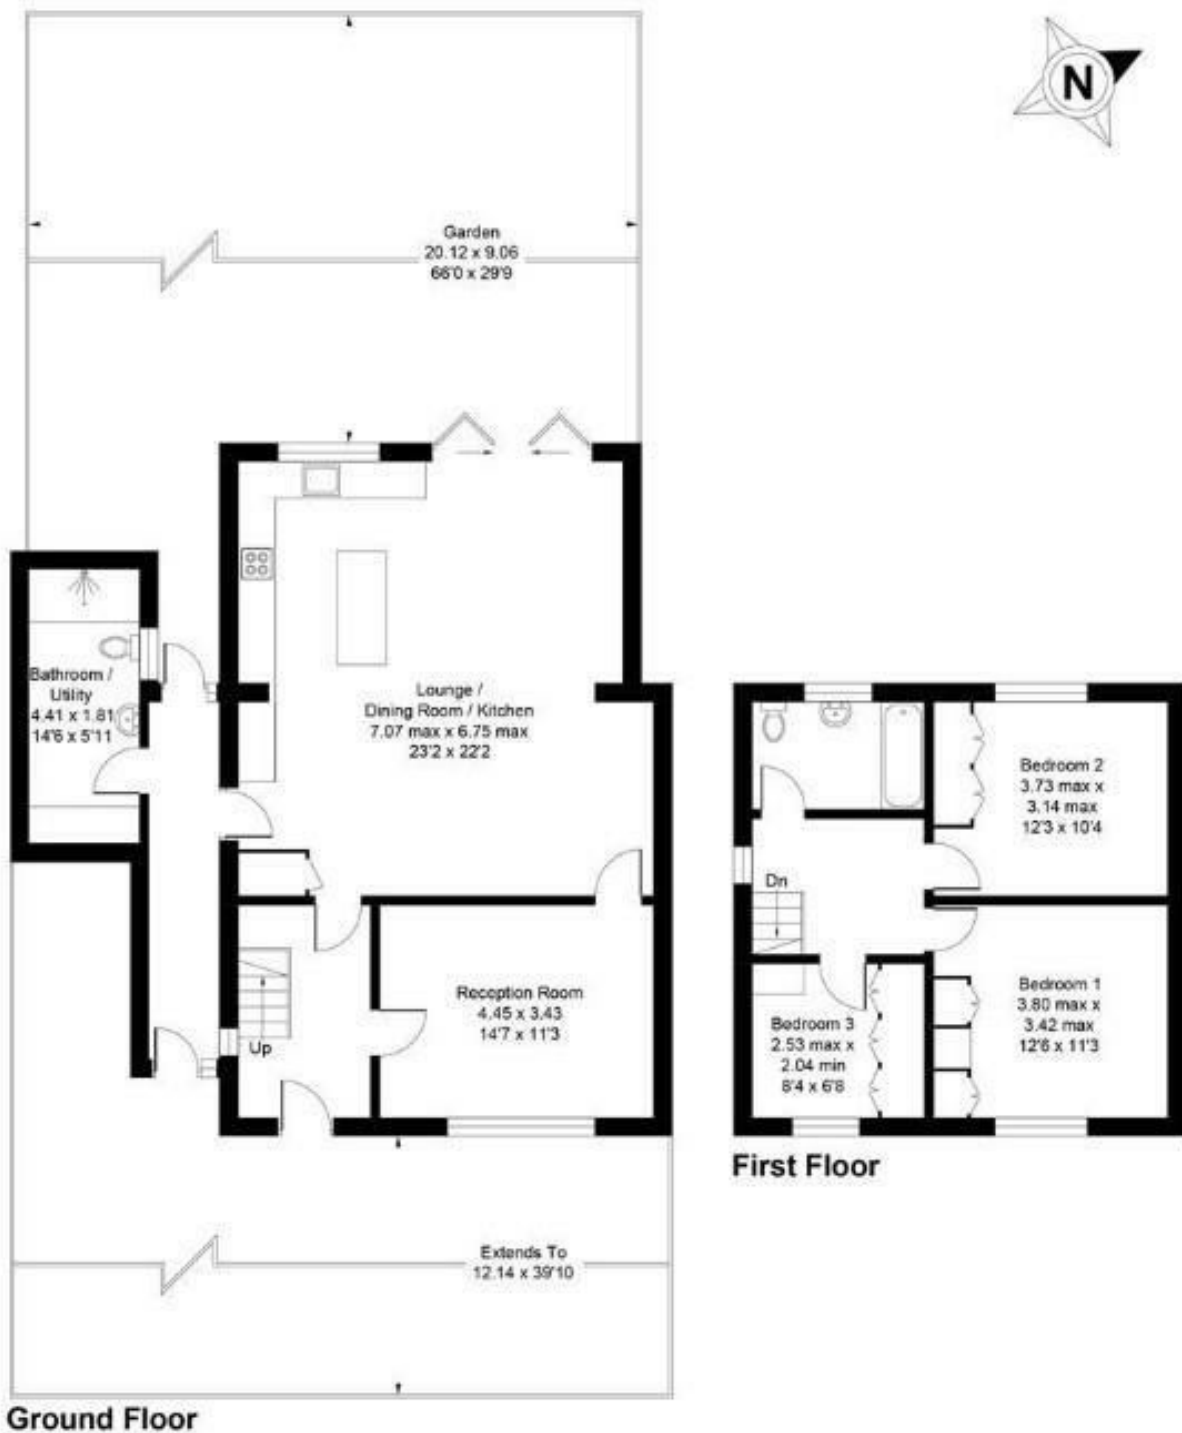 N
Garden
20.12 x 9.06
66'0 x 29'9
Bathroom /
Utility
4.41 x 1.81
14'6 x 5'11
Lounge /
Dining Room / Kitchen
7.07 max x 6.75 max
23'2 x 22'2
Reception Room
4.45 x 3.43
14'7 x 11'3
Up
Extends To
12.14 x 39'10
Ground Floor
Bedroom 2
3.73 max x
3.14 max
12'3 x 10'4
Dn
Bedroom 1
3.80 max x
3.42 max
12'6 x 11'3
Bedroom 3
2.53 max x
2.04 min
8'4 x 6'8
First Floor